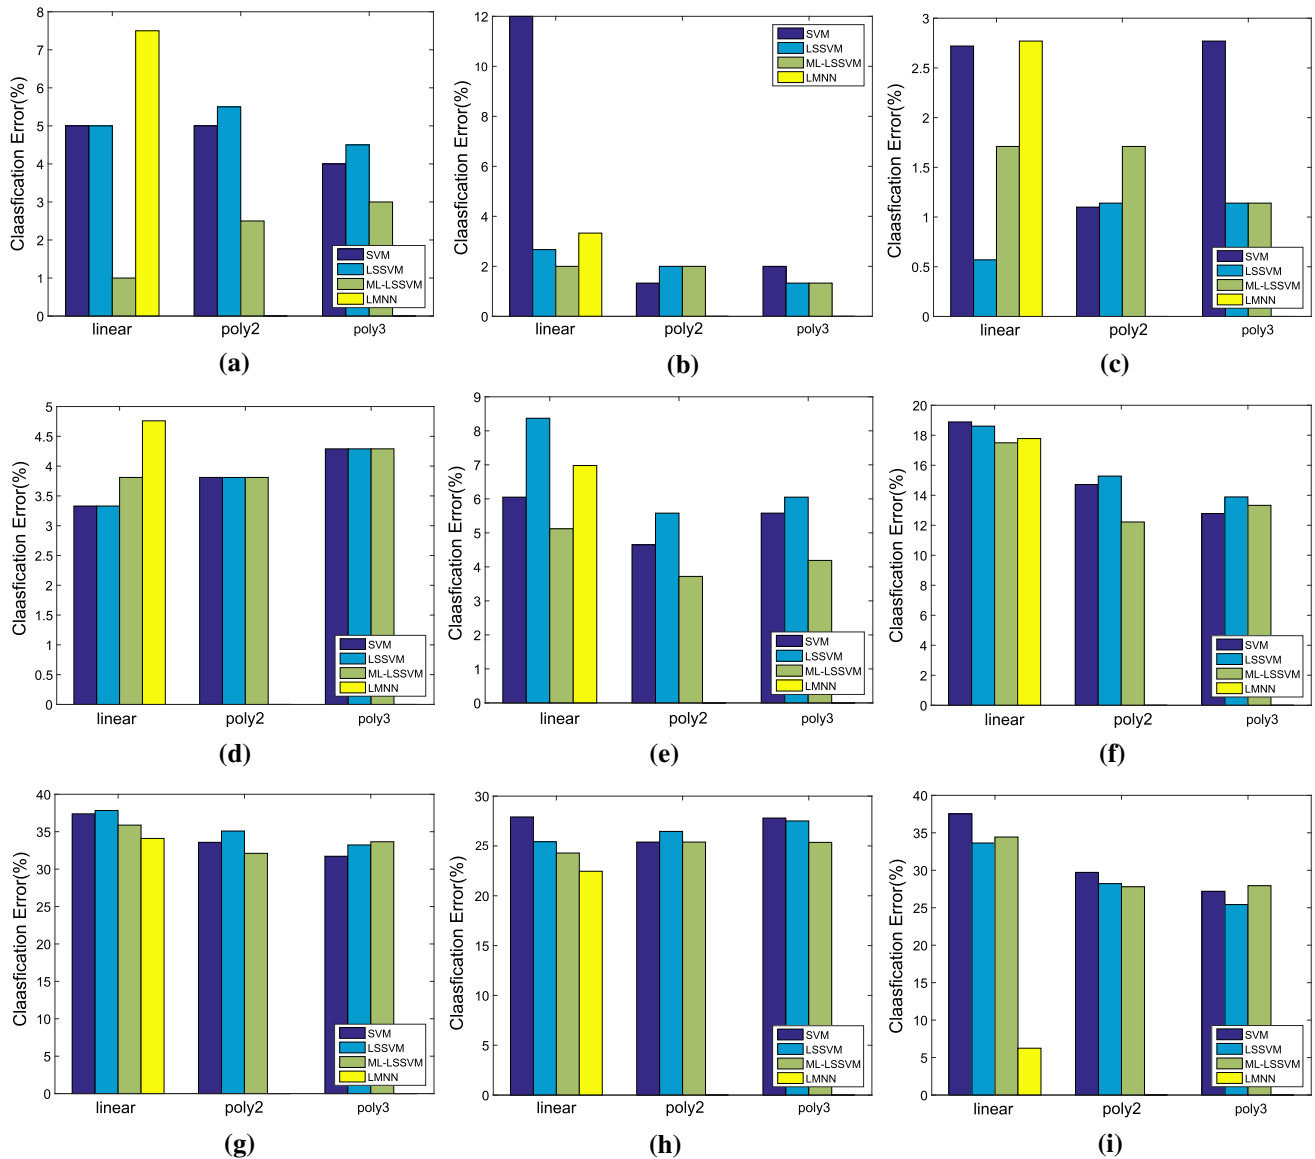 Claasfication Error(%)
8
7
6
5
4
3
2
1
0
linear poly2 poly3
SVM
LSSVM
ML-LSSVM
LMNN
(a)
Claasfication Error(%)
12
10
8
6
4
2
0
linear poly2 poly3
SVM
LSSVM
ML-LSSVM
LMNN
(b)
Claasfication Error(%)
3
2.5
2
1.5
1
0.5
0
linear poly2 poly3
SVM
LSSVM
ML-LSSVM
LMNN
(c)
Claasfication Error(%)
5
4.5
4
3.5
3
2.5
2
1.5
1
0.5
0
linear poly2 poly3
SVM
LSSVM
ML-LSSVM
LMNN
(d)
Claasfication Error(%)
9
8
7
6
5
4
3
2
1
0
linear poly2 poly3
SVM
LSSVM
ML-LSSVM
LMNN
(e)
Claasfication Error(%)
20
18
16
14
12
10
8
6
4
2
0
linear poly2 poly3
SVM
LSSVM
ML-LSSVM
LMNN
(f)
Claasfication Error(%)
40
35
30
25
20
15
10
5
0
linear poly2 poly3
SVM
LSSVM
ML-LSSVM
LMNN
(g)
Claasfication Error(%)
30
25
20
15
10
5
0
linear poly2 poly3
SVM
LSSVM
ML-LSSVM
LMNN
(h)
Claasfication Error(%)
40
35
30
25
20
15
10
5
0
linear poly2 poly3
SVM
LSSVM
ML-LSSVM
LMNN
(i)